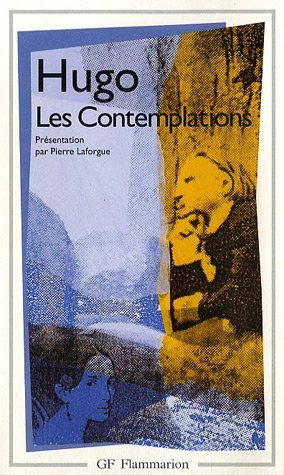 Hugo
Les Contemplations
Présentation
par Pierre Laforgue
GF Flammarion